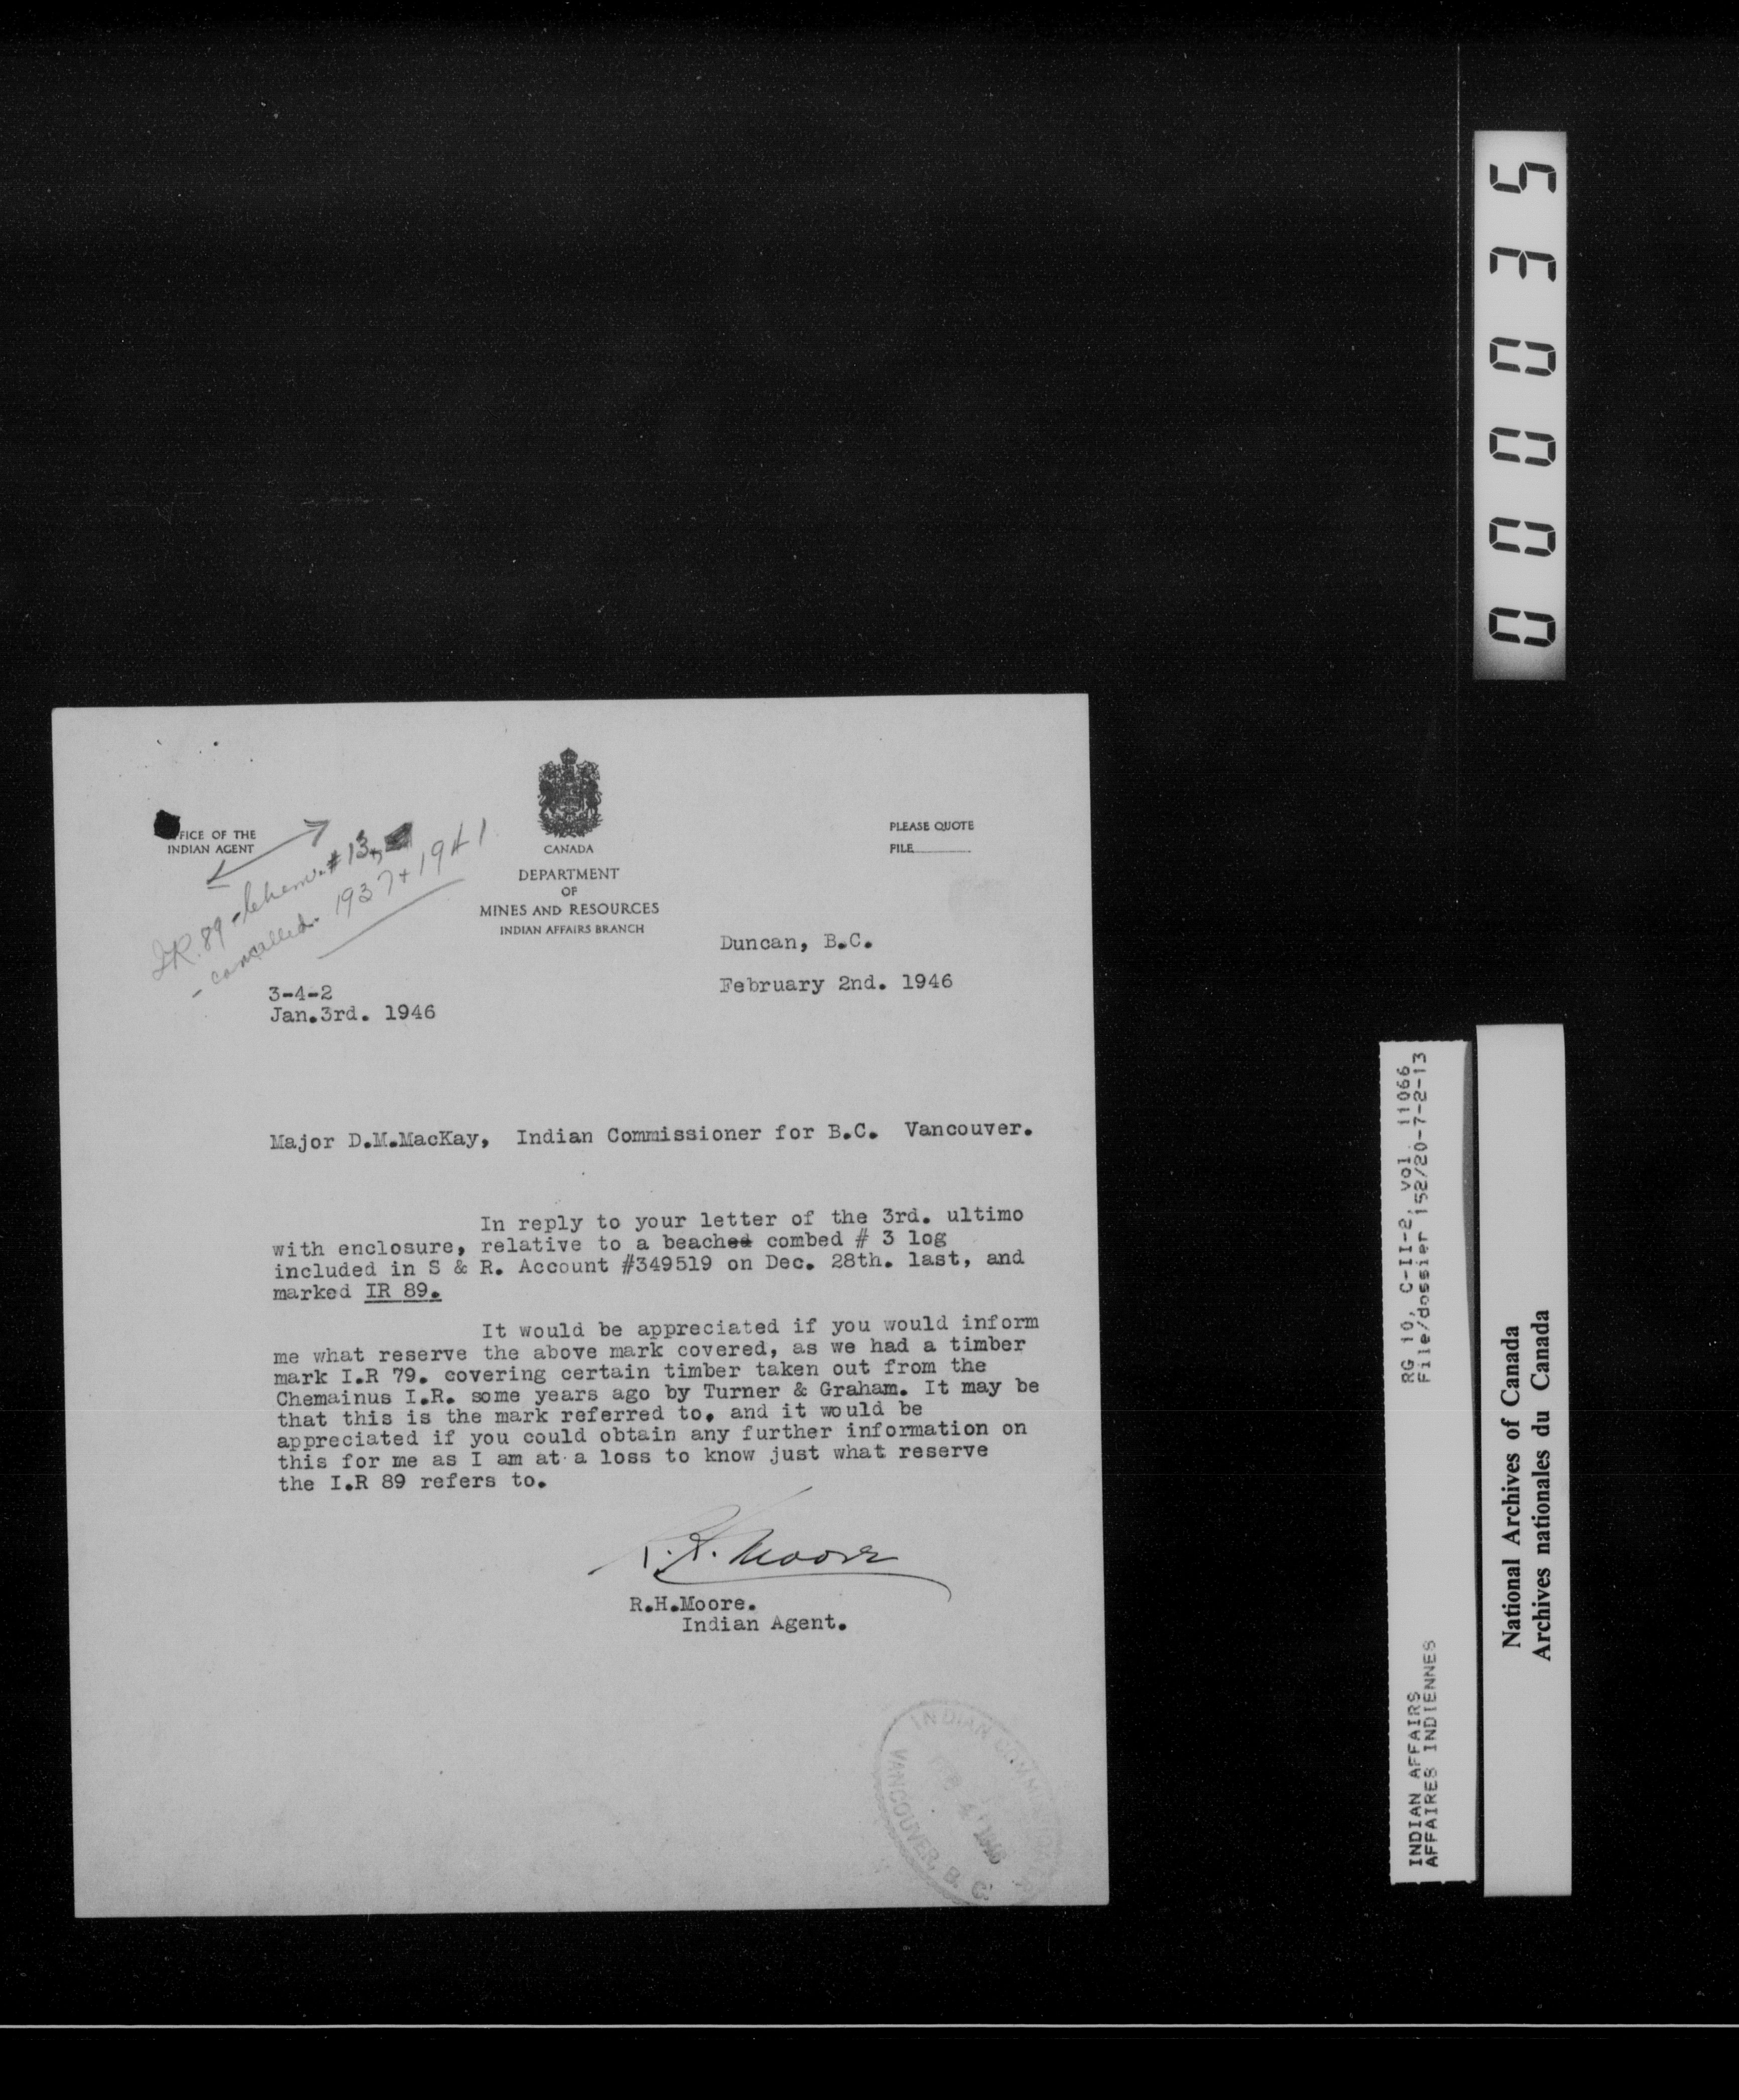 OFFICE OF THE
INDIAN AGENT
IR. 89 - Chem. #13,
- cancelled. 1937 + 1941
CANADA
DEPARTMENT
OF
MINES AND RESOURCES
INDIAN AFFAIRS BRANCH
PLEASE QUOTE
FILE
Duncan, B.C.
February 2nd. 1946
3-4-2
Jan.3rd. 1946
Major D.M.MacKay, Indian Commissioner for B.C. Vancouver.
In reply to your letter of the 3rd. ultimo
with enclosure, relative to a beached combed # 3 log
included in S & R. Account #349519 on Dec. 28th. last, and
marked IR 89.
It would be appreciated if you would inform
me what reserve the above mark covered, as we had a timber
mark I.R 79. covering certain timber taken out from the
Chemainus I.R. some years ago by Turner & Graham. It may be
that this is the mark referred to, and it would be
appreciated if you could obtain any further information on
this for me as I am at a loss to know just what reserve
the I.R 89 refers to.
R.H. Moore
R.H.Moore.
Indian Agent.
INDIAN COMMISSIONER
FEB 4 1946
VANCOUVER, B. C.
000035
RG 10, C-II-2, vol. 11066
File/dossier 152/20-7-2-13
INDIAN AFFAIRS
AFFAIRES INDIENNES
National Archives of Canada
Archives nationales du Canada